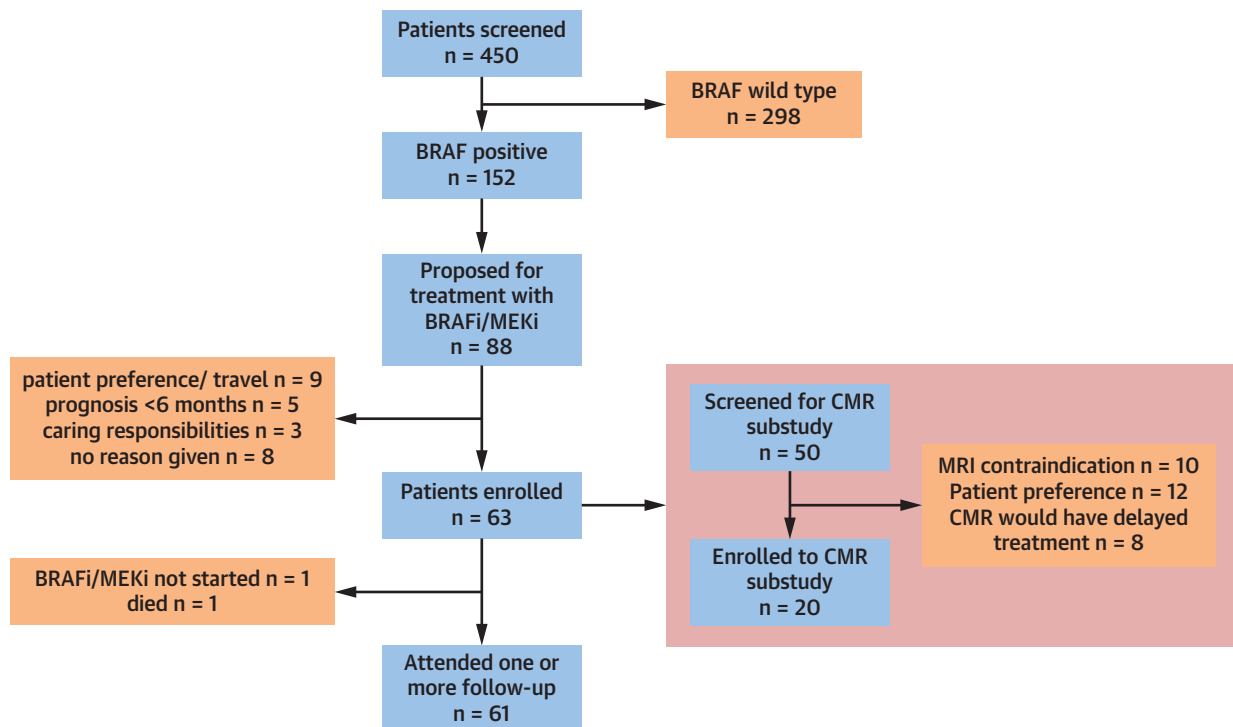 Patients screened
n = 450
BRAF wild type
n = 298
BRAF positive
n = 152
Proposed for
treatment with
BRAFi/MEKi
n = 88
patient preference/ travel n = 9
prognosis <6 months n = 5
caring responsibilities n = 3
no reason given n = 8
Patients enrolled
n = 63
Screened for CMR
substudy
n = 50
MRI contraindication n = 10
Patient preference n = 12
CMR would have delayed
treatment n = 8
Enrolled to CMR
substudy
n = 20
BRAFi/MEKi not started n = 1
died n = 1
Attended one or
more follow-up
n = 61